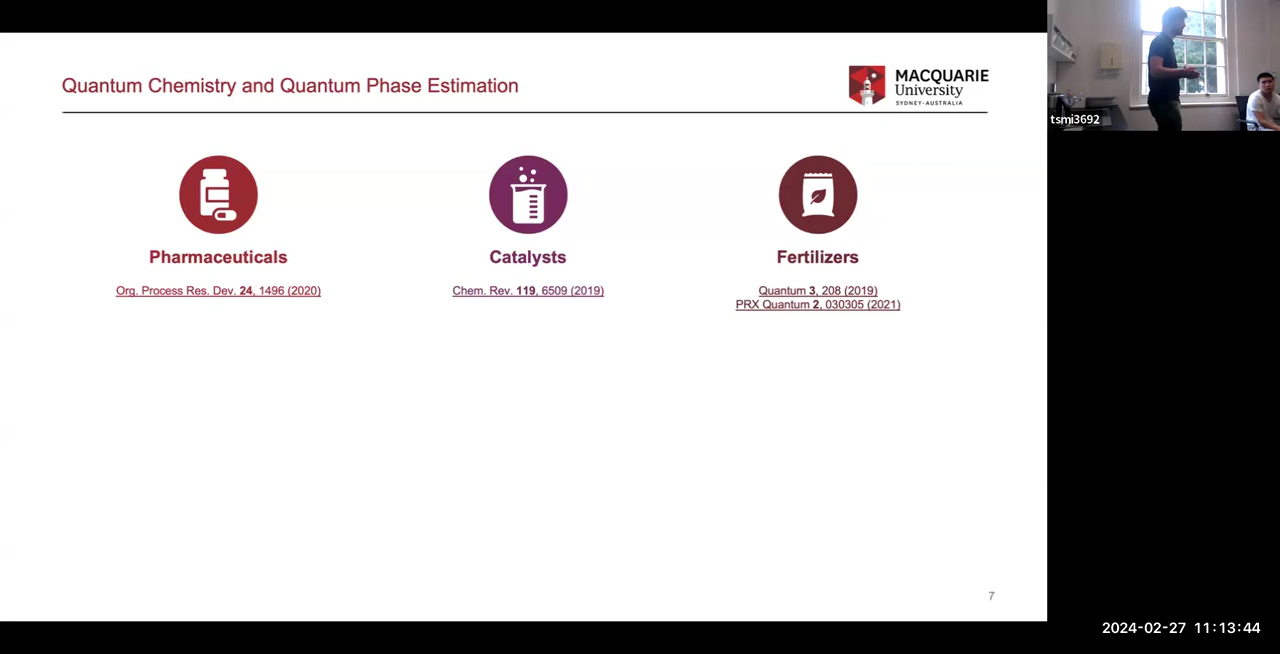 Quantum Chemistry and Quantum Phase Estimation
MACQUARIE
University
SYDNEY·AUSTRALIA
tsmi3692
Pharmaceuticals
Catalysts
Fertilizers
Org. Process Res. Dev. 24, 1496 (2020)
Chem. Rev. 119, 6509 (2019)
Quantum 3, 208 (2019)
PRX Quantum 2, 030305 (2021)
7
2024-02-27 11:13:44